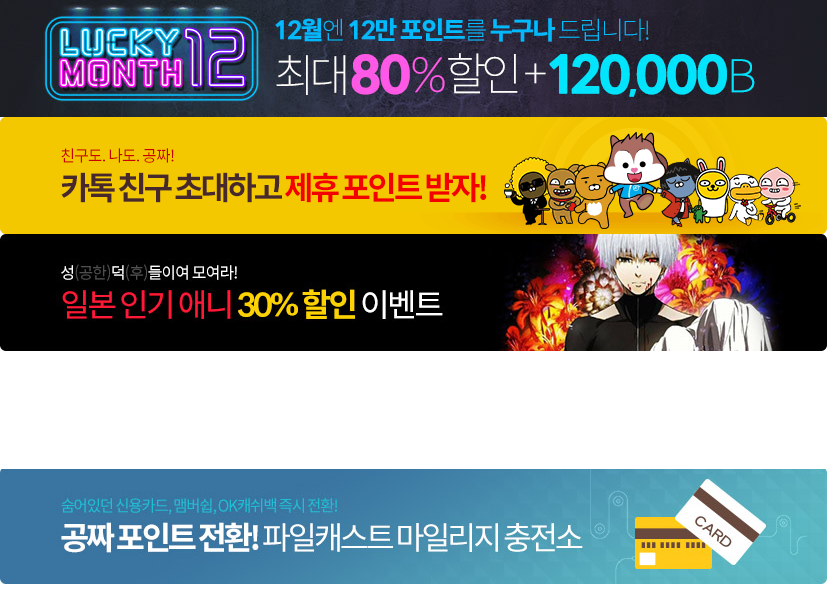 LUCKY
MONTH 12
12월엔 12만 포인트를 누구나 드립니다!
최대 80% 할인 + 120,000B
친구도. 나도. 공짜!
카톡 친구 초대하고 제휴 포인트 받자!
성(공한)덕(후)들이여 모여라!
일본 인기 애니 30% 할인 이벤트
숨어있던 신용카드, 맴버쉽, OK캐쉬백 즉시 전환!
공짜 포인트 전환! 파일캐스트 마일리지 충전소
CARD